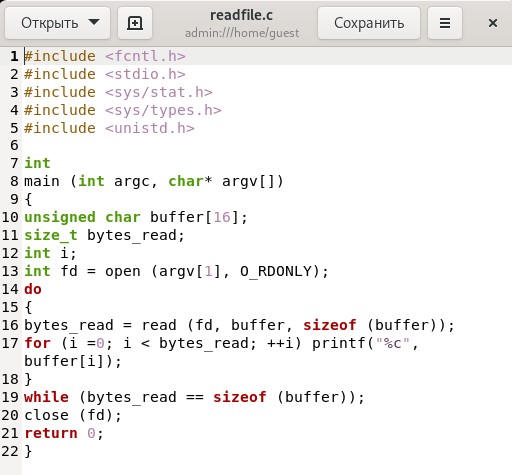 Открыть
readfile.c
admin:///home/guest
Сохранить
1 #include <fcntl.h>
2 #include <stdio.h>
3 #include <sys/stat.h>
4 #include <sys/types.h>
5 #include <unistd.h>
6
7 int
8 main (int argc, char* argv[])
9 {
10 unsigned char buffer[16];
11 size_t bytes_read;
12 int i;
13 int fd = open (argv[1], O_RDONLY);
14 do
15 {
16 bytes_read = read (fd, buffer, sizeof (buffer));
17 for (i =0; i < bytes_read; ++i) printf("%c",
buffer[i]);
18 }
19 while (bytes_read == sizeof (buffer));
20 close (fd);
21 return 0;
22 }